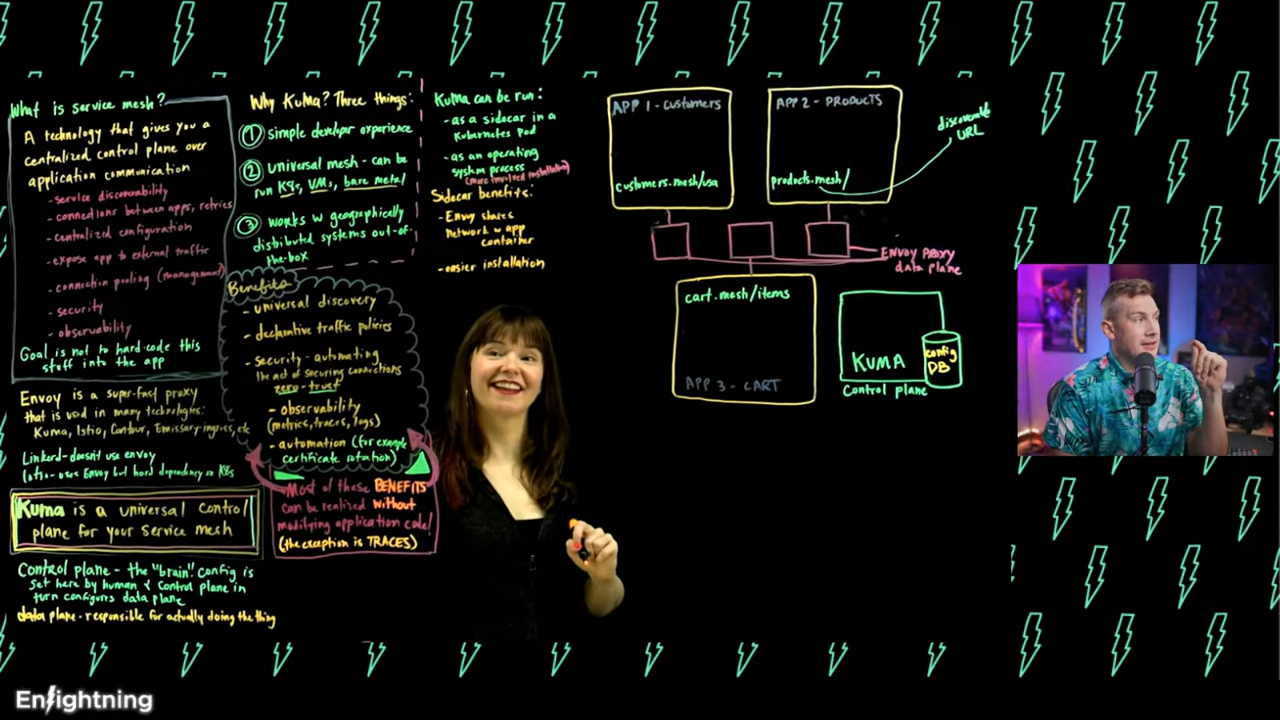 What is service mesh?
A technology that gives you a
centralized control plane over
application communication
- service discoverability
- connections between apps, retries
- centralized configuration
- expose app to external traffic
- connection pooling (management)
- security
- observability
Goal is not to hard-code this
stuff into the app
Envoy is a super-fast proxy
that is used in many technologies:
Kuma, Istio, Contour, Emissary-ingress, etc
Linkerd - doesn't use envoy
Istio - uses Envoy but hard dependency on K8s
Kuma is a universal control
plane for your service mesh
Control plane - the "brain". Config is
set here by human & control plane in
turn configures data plane
data plane - responsible for actually doing the thing
Why Kuma? Three things:
1 simple developer experience
2 universal mesh - can be
run K8s, VMs, bare metal
3 works w geographically
distributed systems out-of-
the-box
Benefits
- universal discovery
- declarative traffic policies
- security - automating
the act of securing connections
zero-trust
- observability
(metrics, traces, logs)
- automation (for example
certificate rotation)
Most of these BENEFITS
can be realized without
modifying application code!
(the exception is TRACES)
Kuma can be run:
- as a sidecar in a
Kubernetes Pod
- as an operating
system process
(more involved installation)
Sidecar benefits:
- Envoy shares
network w app
container
- easier installation
APP 1 - CUSTOMERS
customers.mesh/usa
APP 2 - PRODUCTS
products.mesh/
discoverable
URL
ENVOY PROXY
data plane
cart.mesh/items
APP 3 - CART
KUMA
config
DB
Control plane
Enlightning